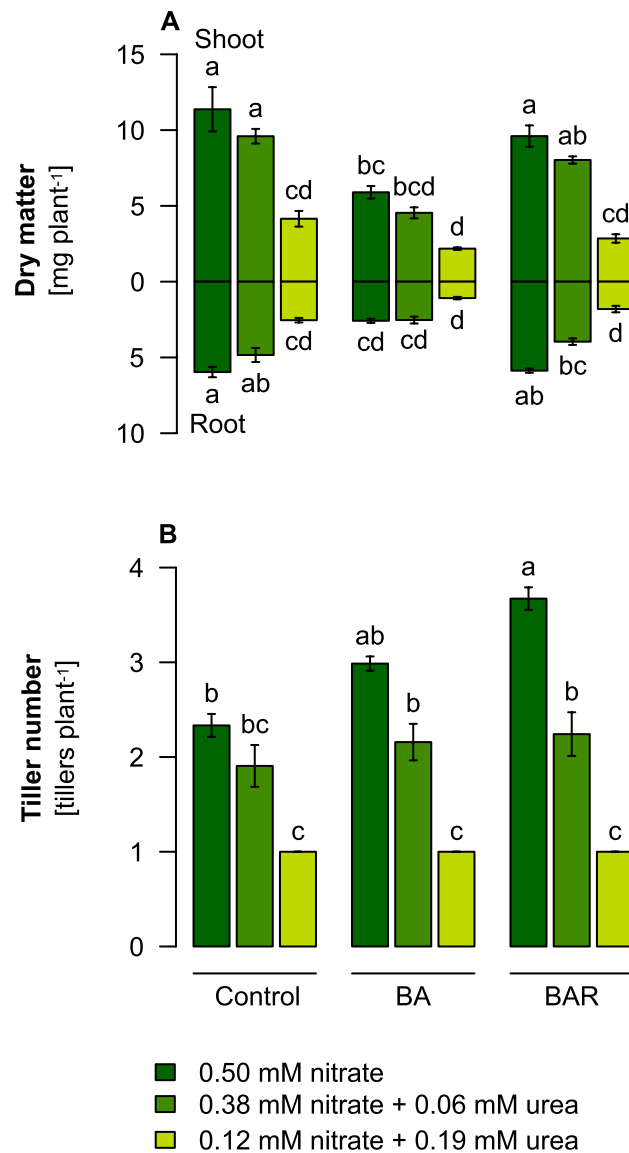 A
Shoot
15
10
5
0
5
10
Dry matter
[mg plant-1]
a
a
cd
bc
bcd
d
a
ab
cd
a
ab
cd
cd
cd
d
ab
bc
d
Root
B
4
3
2
1
0
Tiller number
[tillers plant-1]
b
bc
c
ab
b
c
a
b
c
Control
BA
BAR
0.50 mM nitrate
0.38 mM nitrate + 0.06 mM urea
0.12 mM nitrate + 0.19 mM urea